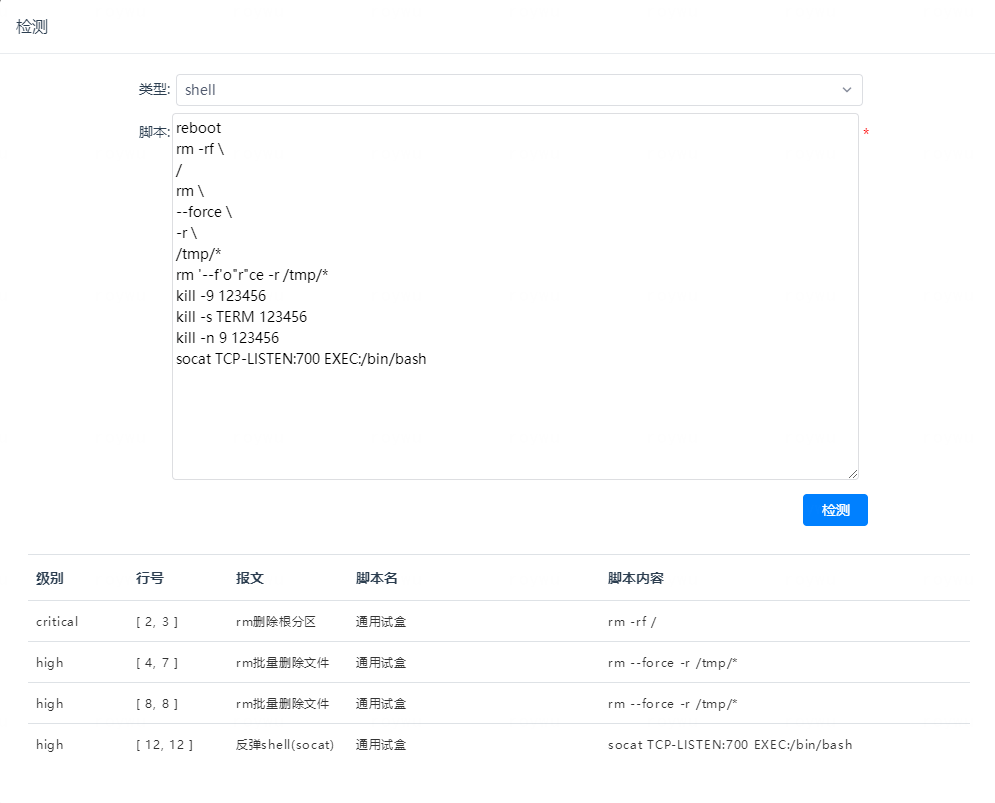 检测
类型: shell
脚本: reboot *
rm -rf \
/
rm \
--force \
-r \
/tmp/*
rm '--f'o"r"ce -r /tmp/*
kill -9 123456
kill -s TERM 123456
kill -n 9 123456
socat TCP-LISTEN:700 EXEC:/bin/bash
检测
级别 行号 报文 脚本名 脚本内容
critical [ 2, 3 ] rm删除根分区 通用试盒 rm -rf /
high [ 4, 7 ] rm批量删除文件 通用试盒 rm --force -r /tmp/*
high [ 8, 8 ] rm批量删除文件 通用试盒 rm --force -r /tmp/*
high [ 12, 12 ] 反弹shell(socat) 通用试盒 socat TCP-LISTEN:700 EXEC:/bin/bash